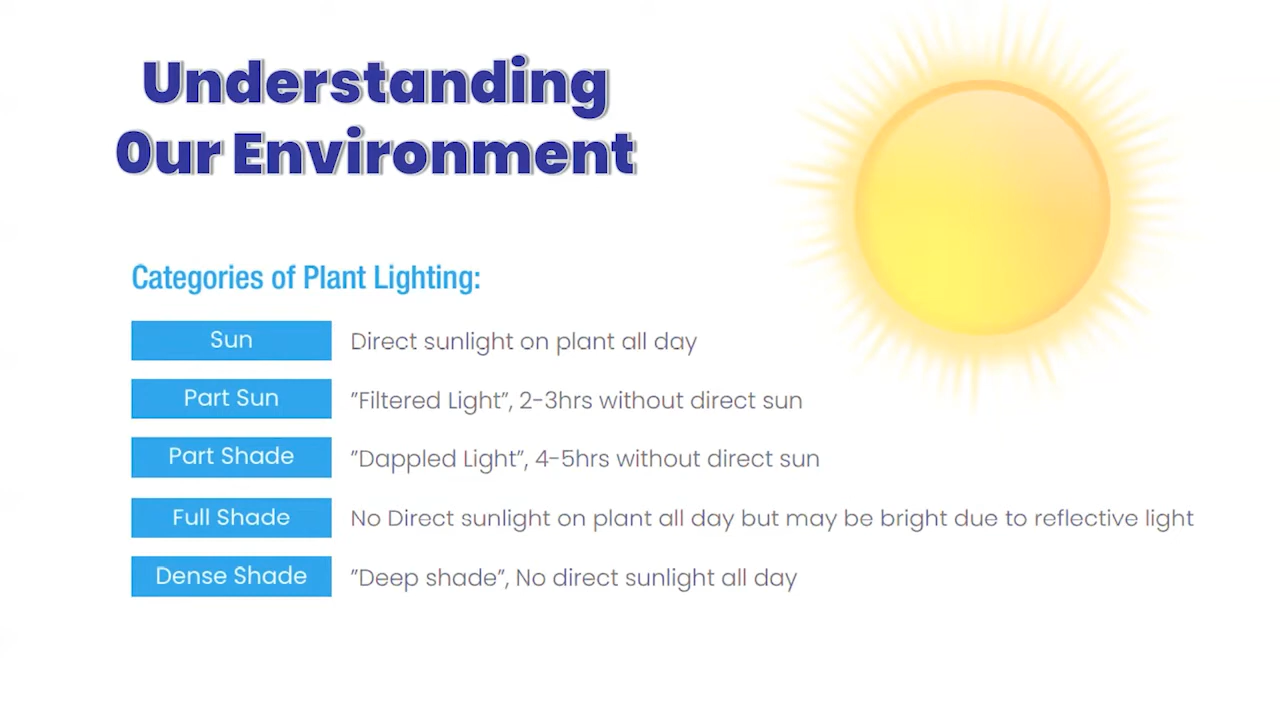 Understanding
Our Environment
Categories of Plant Lighting:
Sun
Direct sunlight on plant all day
Part Sun
”Filtered Light”, 2-3hrs without direct sun
Part Shade
”Dappled Light”, 4-5hrs without direct sun
Full Shade
No Direct sunlight on plant all day but may be bright due to reflective light
Dense Shade
”Deep shade”, No direct sunlight all day